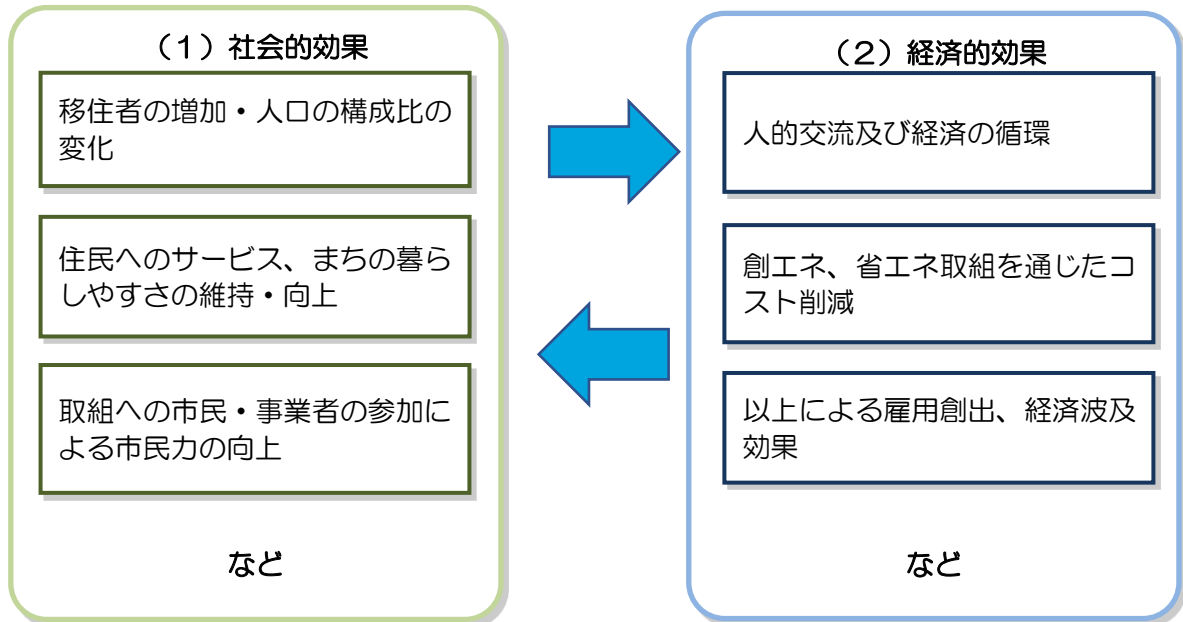 (1)社会的効果
移住者の増加・人口の構成比の
変化
住民へのサービス、まちの暮ら
しやすさの維持・向上
取組への市民・事業者の参加に
よる市民力の向上
など
(2)経済的効果
人的交流及び経済の循環
創エネ、省エネ取組を通じたコ
スト削減
以上による雇用創出、経済波及
効果
など